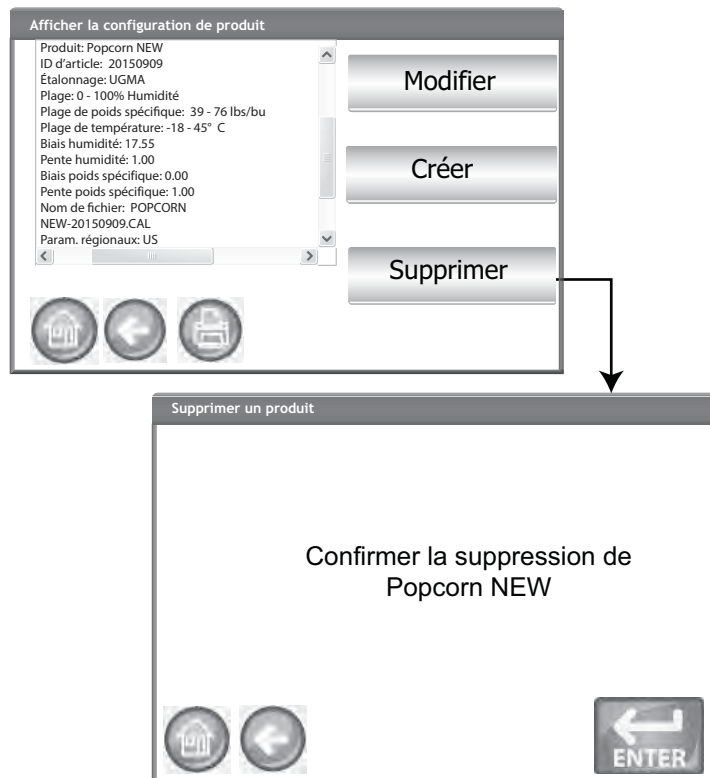 Afficher la configuration de produit
Produit: Popcorn NEW
ID d'article: 20150909
Étalonnage: UGMA
Plage: 0 - 100% Humidité
Plage de poids spécifique: 39 - 76 lbs/bu
Plage de température: -18 - 45° C
Biais humidité: 17.55
Pente humidité: 1.00
Biais poids spécifique: 0.00
Pente poids spécifique: 1.00
Nom de fichier: POPCORN
NEW-20150909.CAL
Param. régionaux: US
Modifier
Créer
Supprimer
Supprimer un produit
Confirmer la suppression de
Popcorn NEW
ENTER